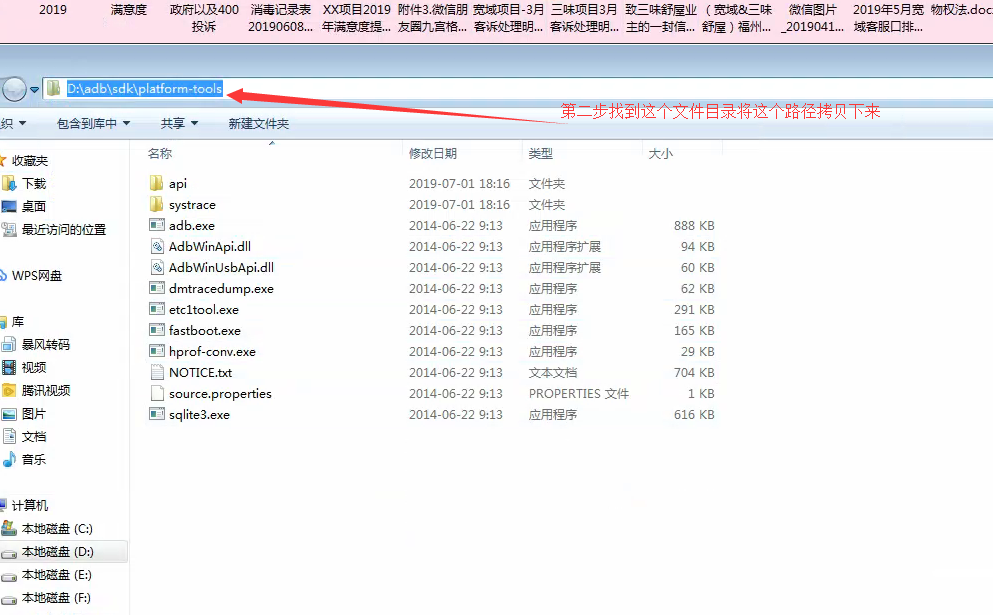 2019 满意度 政府以及400 消毒记录表 XX项目2019 附件3.微信朋 宽域项目-3月 三味项目3月 致三味舒屋业 （宽域&三味 微信图片 2019年5月宽 物权法.doc
投诉 20190608... 年满意度提... 友圈九宫格... 客诉处理明... 客诉处理明... 主的一封信... 舒屋）福州... _2019041... 域客服口排...
D:\adb\sdk\platform-tools
第二步找到这个文件目录将这个路径拷贝下来
织 包含到库中 共享 新建文件夹
名称 修改日期 类型 大小
收藏夹
下载
桌面
最近访问的位置
WPS网盘
库
暴风转码
视频
腾讯视频
图片
文档
音乐
计算机
本地磁盘 (C:)
本地磁盘 (D:)
本地磁盘 (E:)
本地磁盘 (F:)
api 2019-07-01 18:16 文件夹
systrace 2019-07-01 18:16 文件夹
adb.exe 2014-06-22 9:13 应用程序 888 KB
AdbWinApi.dll 2014-06-22 9:13 应用程序扩展 94 KB
AdbWinUsbApi.dll 2014-06-22 9:13 应用程序扩展 60 KB
dmtracedump.exe 2014-06-22 9:13 应用程序 62 KB
etc1tool.exe 2014-06-22 9:13 应用程序 291 KB
fastboot.exe 2014-06-22 9:13 应用程序 165 KB
hprof-conv.exe 2014-06-22 9:13 应用程序 29 KB
NOTICE.txt 2014-06-22 9:13 文本文档 704 KB
source.properties 2014-06-22 9:13 PROPERTIES 文件 1 KB
sqlite3.exe 2014-06-22 9:13 应用程序 616 KB